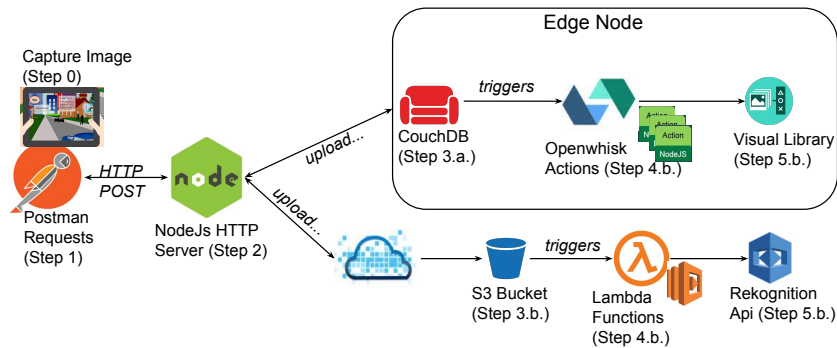 Edge Node
Capture Image
(Step 0)
HTTP
POST
Postman
Requests
(Step 1)
node
NodeJs HTTP
Server (Step 2)
upload...
upload...
CouchDB
(Step 3.a.)
triggers
Openwhisk
Actions (Step 4.b.)
Action
Action
Action
NodeJS
Visual Library
(Step 5.b.)
S3 Bucket
(Step 3.b.)
triggers
λ
Lambda
Functions
(Step 4.b.)
Rekognition
Api (Step 5.b.)